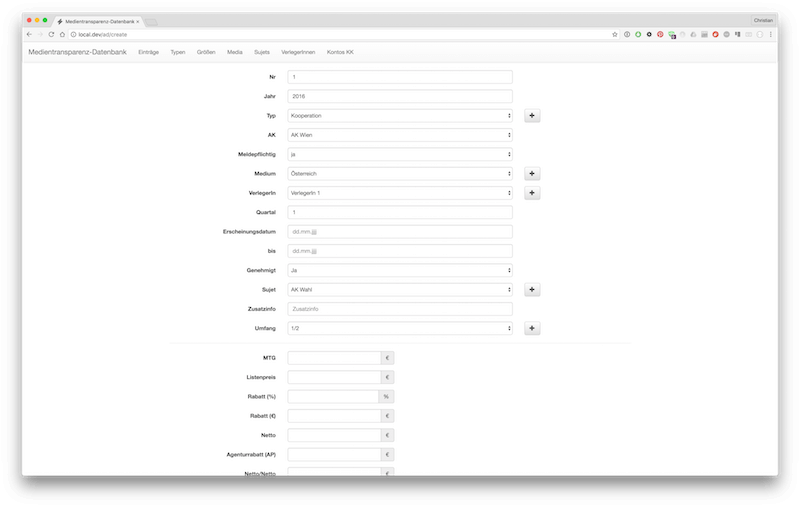 Medientransparenz-Datenbank
Christian
local.dev/ad/create
Medientransparenz-Datenbank Einträge Typen Größen Media Sujets VerlegerInnen Kontos KK
Nr 1
Jahr 2016
Typ Kooperation +
AK AK Wien
Meldepflichtig ja
Medium Österreich +
VerlegerIn VerlegerIn 1 +
Quartal 1
Erscheinungsdatum dd.mm.jjjj
bis dd.mm.jjjj
Genehmigt Ja
Sujet AK Wahl +
Zusatzinfo Zusatzinfo
Umfang 1/2 +
MTG €
Listenpreis €
Rabatt (%) %
Rabatt (€) €
Netto €
Agenturrabatt (AP) €
Netto/Netto €